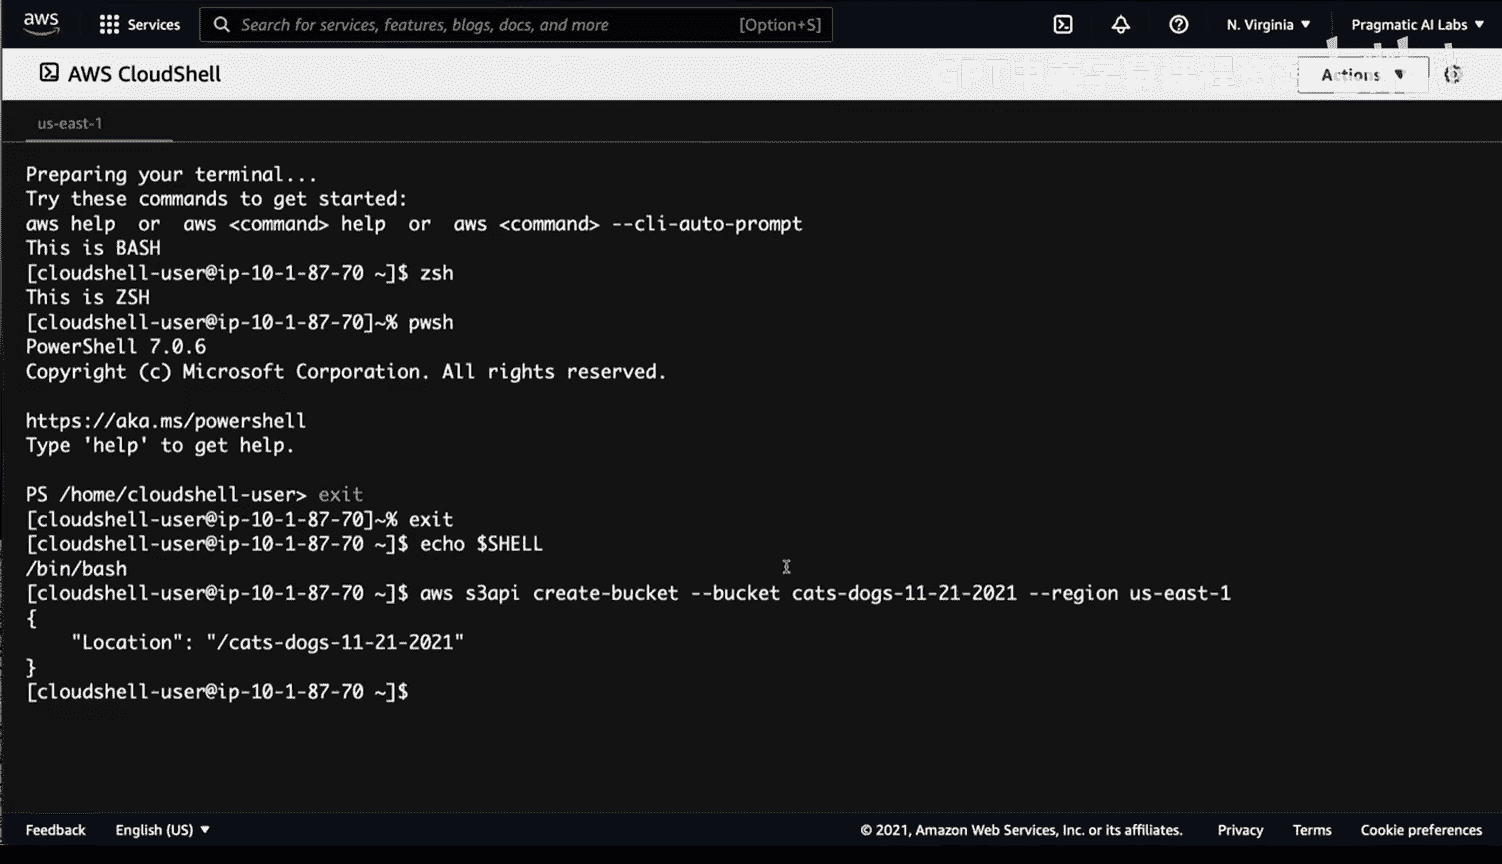 aws
Services
Search for services, features, blogs, docs, and more
[Option+S]
N. Virginia ▼
Pragmatic AI Labs ▼
AWS CloudShell
Actions ▼
us-east-1
Preparing your terminal...
Try these commands to get started:
aws help or aws <command> help or aws <command> --cli-auto-prompt
This is BASH
[cloudshell-user@ip-10-1-87-70 ~]$ zsh
This is ZSH
[cloudshell-user@ip-10-1-87-70]~% pwsh
PowerShell 7.0.6
Copyright (c) Microsoft Corporation. All rights reserved.
https://aka.ms/powershell
Type 'help' to get help.
PS /home/cloudshell-user> exit
[cloudshell-user@ip-10-1-87-70]~% exit
[cloudshell-user@ip-10-1-87-70 ~]$ echo $SHELL
/bin/bash
[cloudshell-user@ip-10-1-87-70 ~]$ aws s3api create-bucket --bucket cats-dogs-11-21-2021 --region us-east-1
{
"Location": "/cats-dogs-11-21-2021"
}
[cloudshell-user@ip-10-1-87-70 ~]$
Feedback
English (US) ▼
© 2021, Amazon Web Services, Inc. or its affiliates.
Privacy
Terms
Cookie preferences